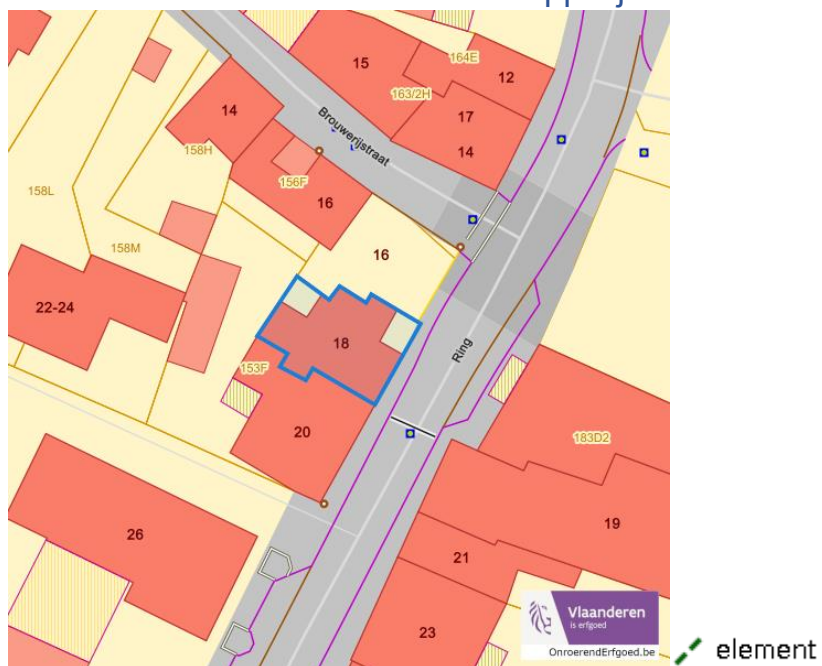 15
164E
12
163/2H
17
14
14
Brouwerijstraat
158H
156F
16
158L
16
158M
22-24
18
Ring
153F
20
183D2
26
19
21
23
Vlaanderen
is erfgoed
OnroerendErfgoed.be
element